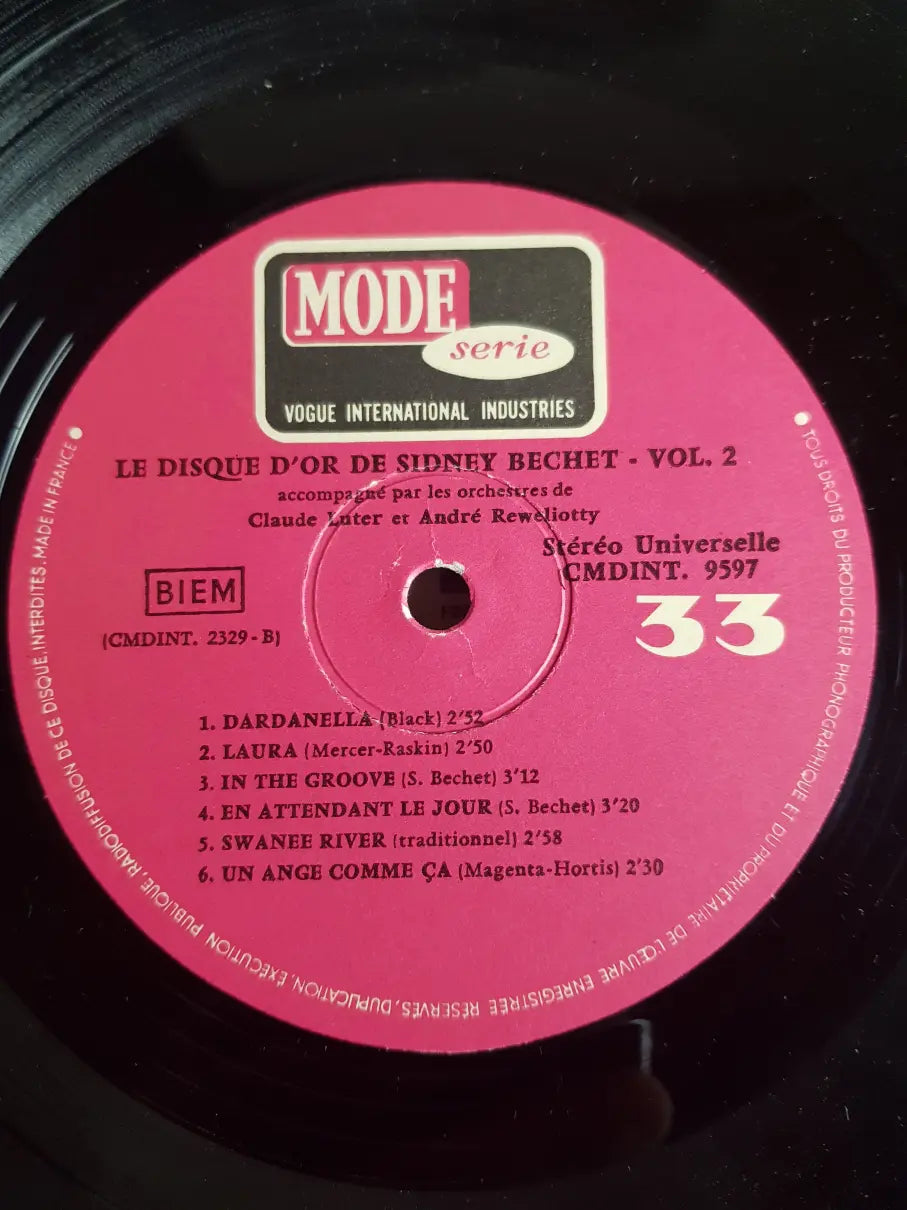 MODE
serie
VOGUE INTERNATIONAL INDUSTRIES
LE DISQUE D'OR DE SIDNEY BECHET - VOL. 2
accompagné par les orchestres de
Claude Luter et André Reweliotty
Stéréo Universelle
CMDINT. 9597
33
BIEM
(CMDINT. 2329-B)
1. DARDANELLA (Black) 2'52
2. LAURA (Mercer-Raskin) 2'50
3. IN THE GROOVE (S. Bechet) 3'12
4. EN ATTENDANT LE JOUR (S. Bechet) 3'20
5. SWANEE RIVER (traditionnel) 2'58
6. UN ANGE COMME ÇA (Magenta-Hortis) 2'30
TOUS DROITS DU PRODUCTEUR PHONOGRAPHIQUE ET DU PROPRIÉTAIRE DE L'ŒUVRE ENREGISTRÉE RÉSERVÉS, DUPLICATION, EXÉCUTION PUBLIQUE, RADIODIFFUSION DE CE DISQUE, INTERDITES. MADE IN FRANCE